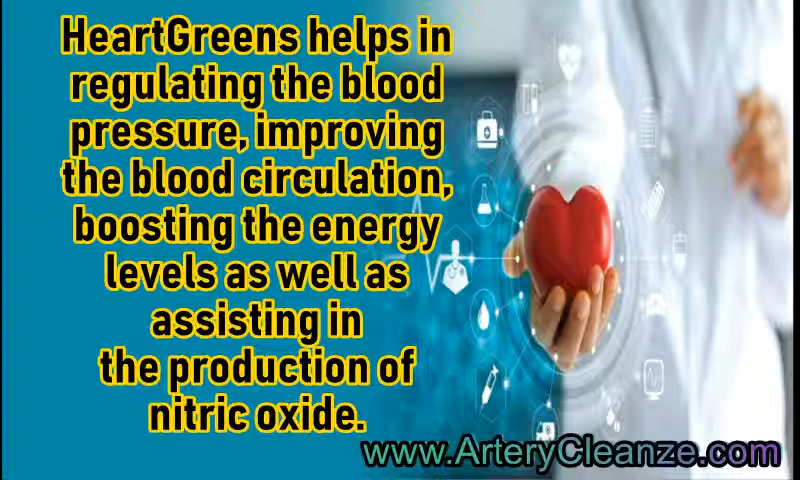 HeartGreens helps in
regulating the blood
pressure, improving
the blood circulation,
boosting the energy
levels as well as
assisting in
the production of
nitric oxide.
www.ArteryCleanze.com